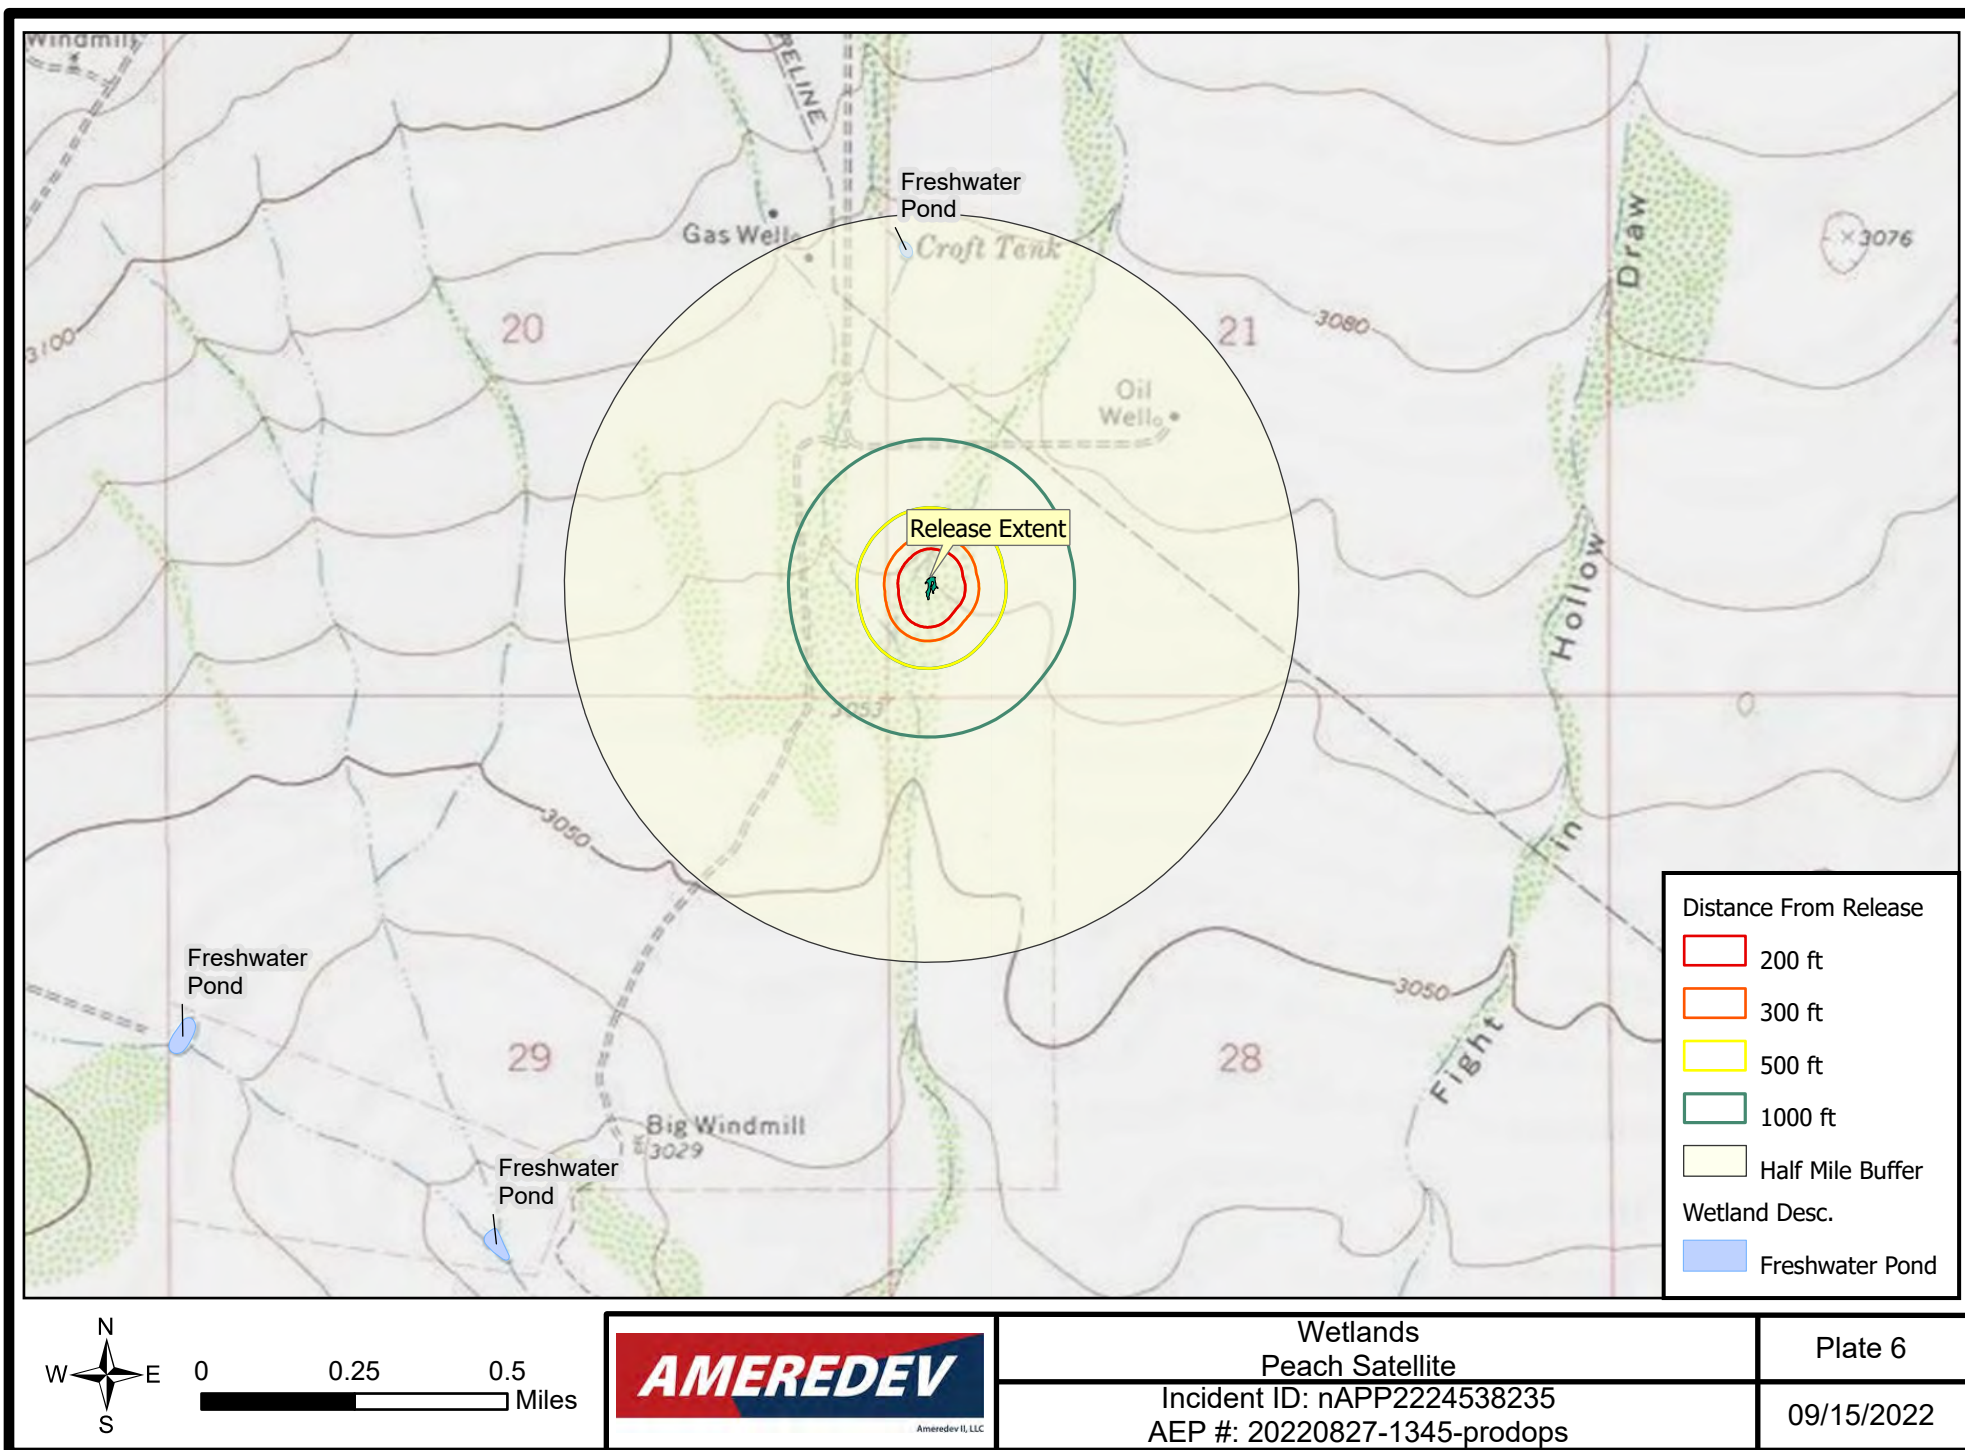 Windmill
RELINE
Freshwater
Pond
Gas Well
Croft Tank
Draw
3076
20
21
3080
3100
Oil
Well
Release Extent
Hollow
3053
3050
in
Freshwater
Pond
3050
29
28
Fight
Big Windmill
3029
Freshwater
Pond
Distance From Release
200 ft
300 ft
500 ft
1000 ft
Half Mile Buffer
Wetland Desc.
Freshwater Pond
N
W E
S
0 0.25 0.5
Miles
AMEREDEV
Ameredev II, LLC
Wetlands
Peach Satellite
Incident ID: nAPP2224538235
AEP #: 20220827-1345-prodops
Plate 6
09/15/2022